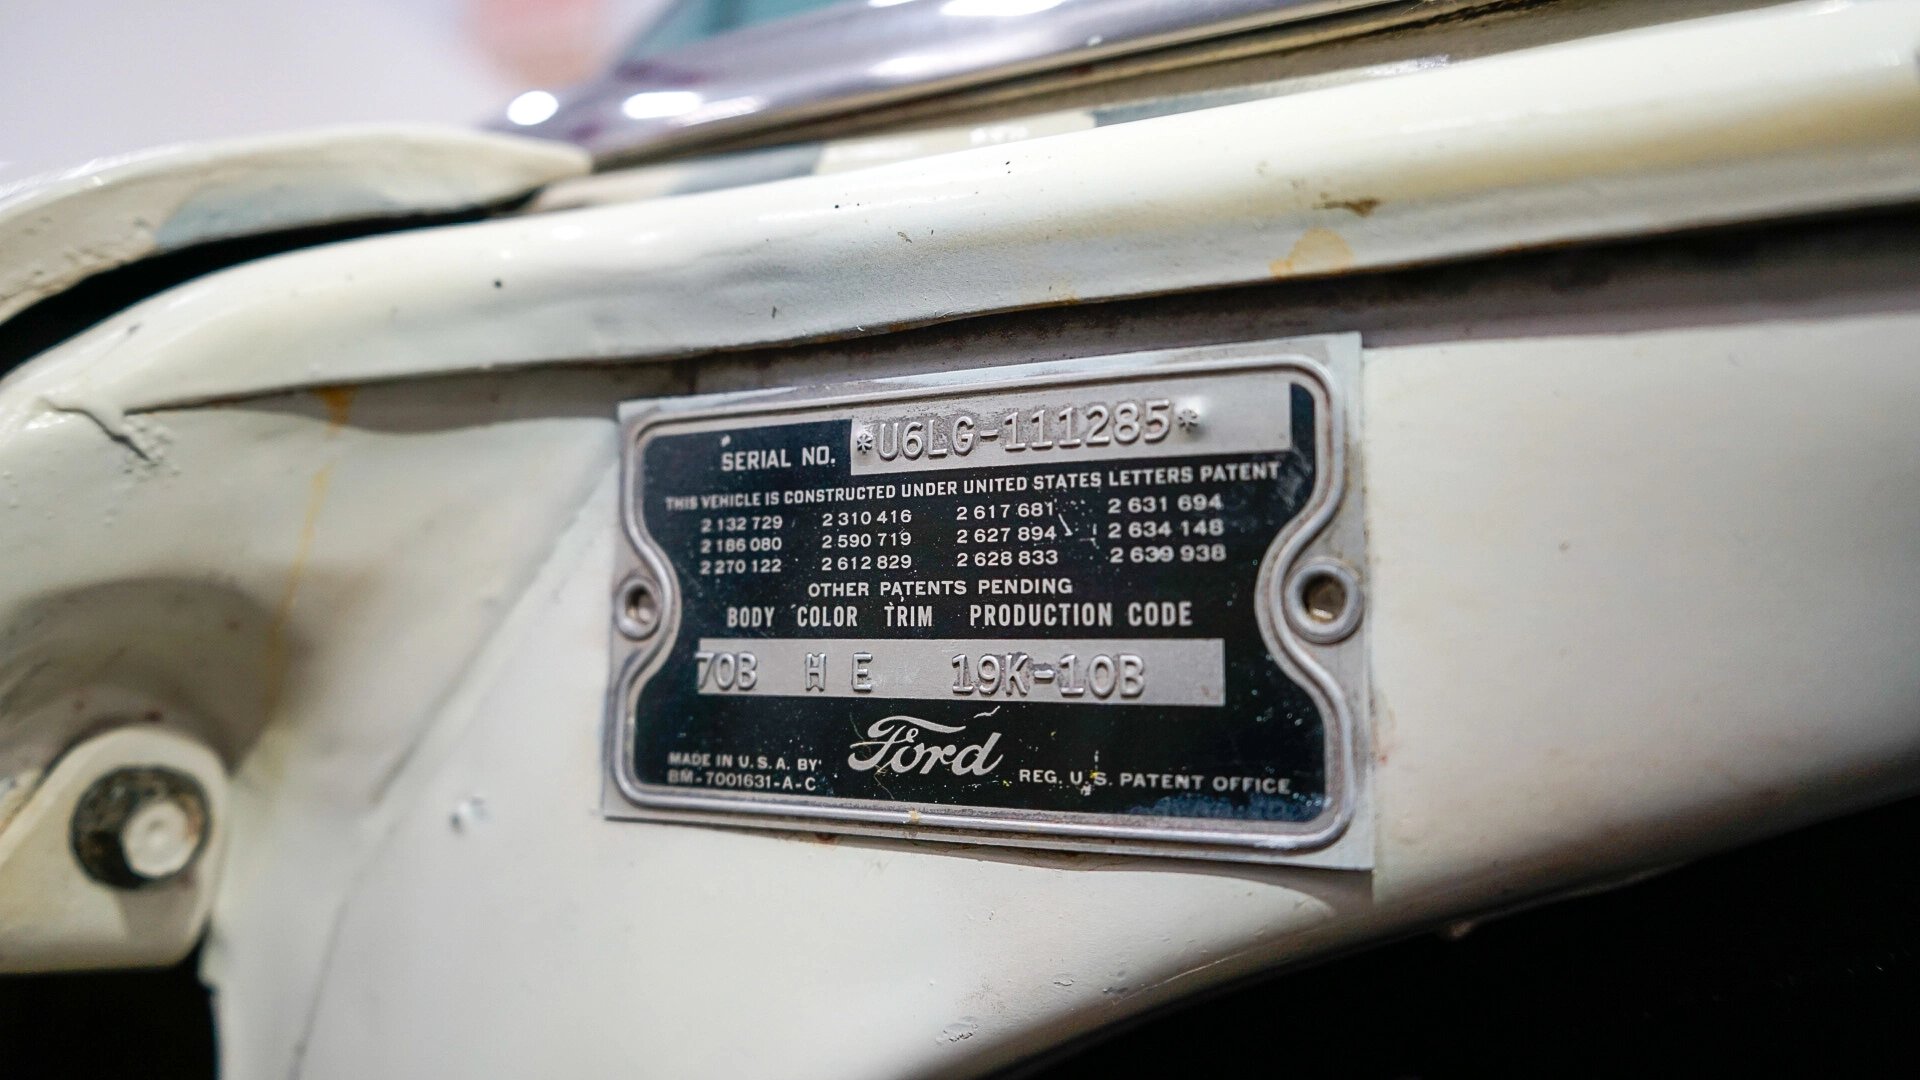 SERIAL NO. *U6LG-111285*
THIS VEHICLE IS CONSTRUCTED UNDER UNITED STATES LETTERS PATENT
2 132 729 2 310 416 2 617 681 2 631 694
2 186 080 2 590 719 2 627 894 2 634 148
2 270 122 2 612 829 2 628 833 2 639 938
OTHER PATENTS PENDING
BODY COLOR TRIM PRODUCTION CODE
70B H E 19K-10B
MADE IN U.S.A. BY Ford REG. U.S. PATENT OFFICE
BM-7001631-A-C